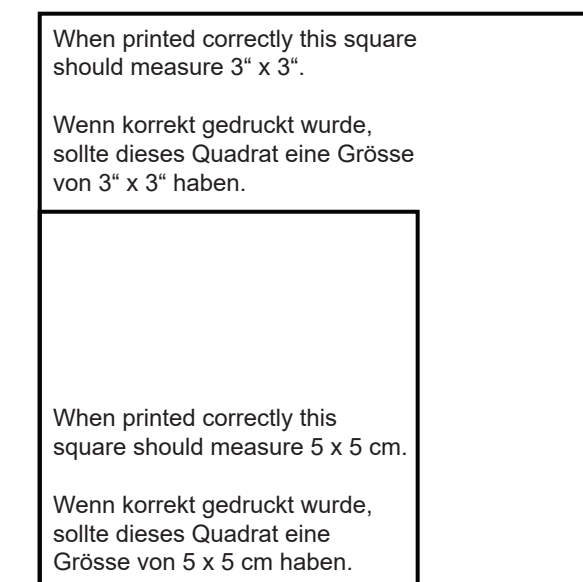 When printed correctly this square
should measure 3“ x 3“.
Wenn korrekt gedruckt wurde,
sollte dieses Quadrat eine Grösse
von 3“ x 3“ haben.
When printed correctly this
square should measure 5 x 5 cm.
Wenn korrekt gedruckt wurde,
sollte dieses Quadrat eine
Grösse von 5 x 5 cm haben.